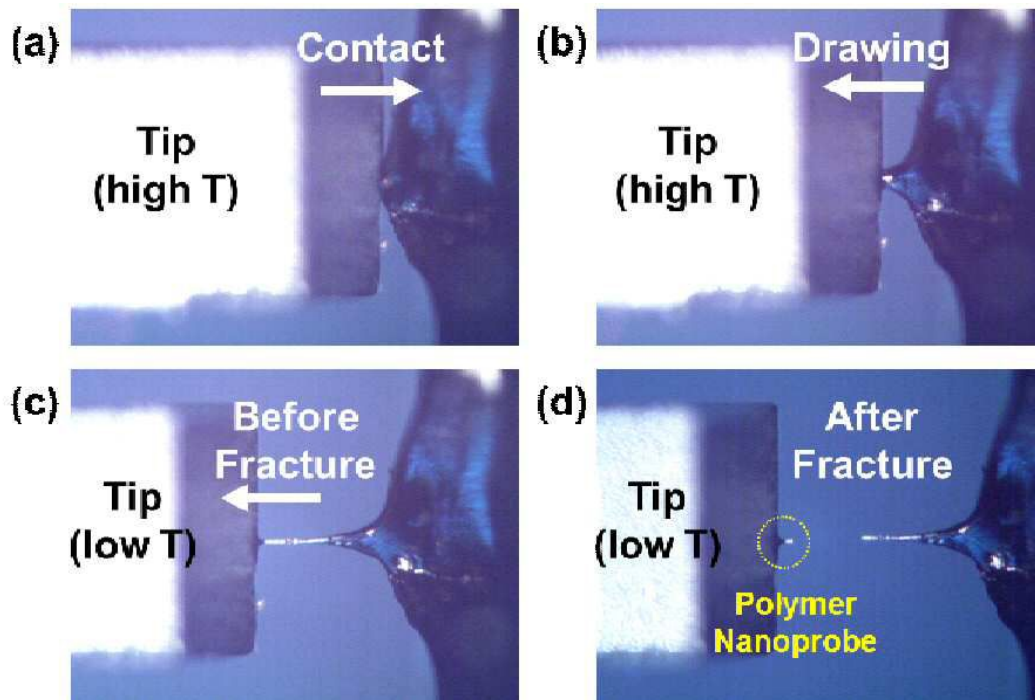 (a)
Contact
Tip
(high T)
(b)
Drawing
Tip
(high T)
(c)
Before
Fracture
Tip
(low T)
(d)
After
Fracture
Tip
(low T)
Polymer
Nanoprobe